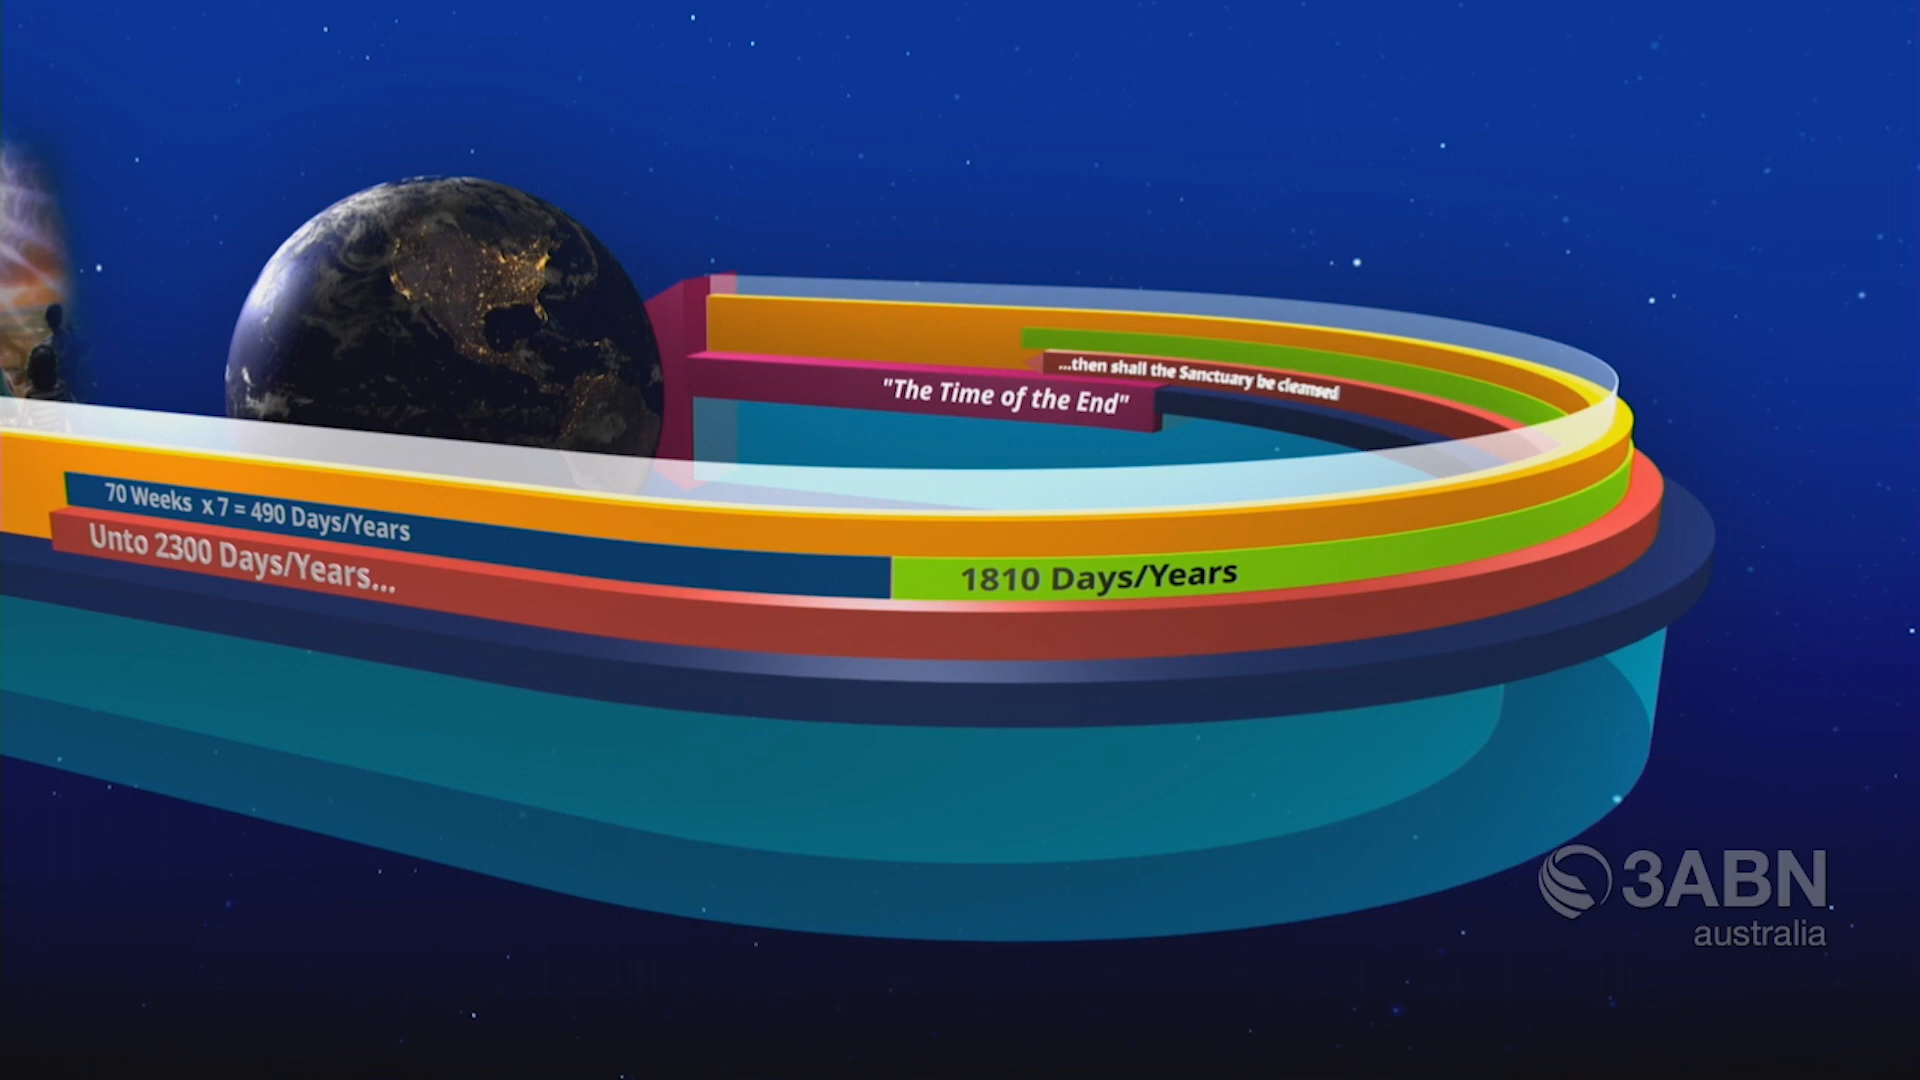 ...then shall the Sanctuary be cleansed
"The Time of the End"
70 Weeks x 7 = 490 Days/Years
Unto 2300 Days/Years...
1810 Days/Years
3ABN
australia